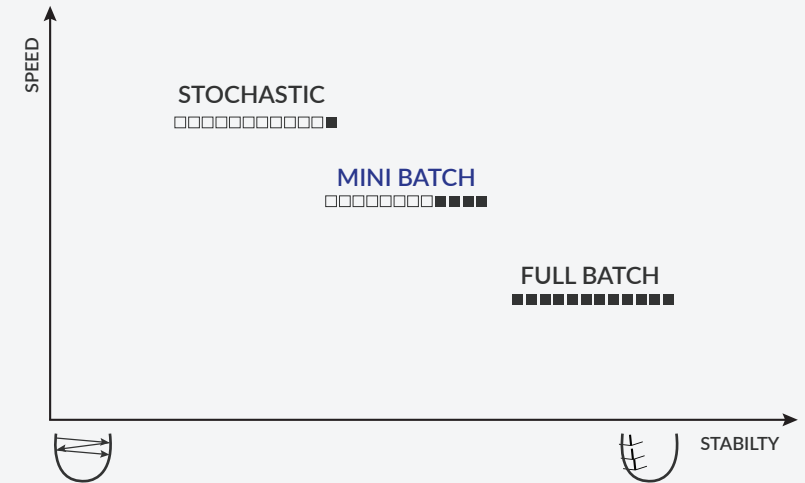 SPEED
STOCHASTIC
MINI BATCH
FULL BATCH
STABILTY